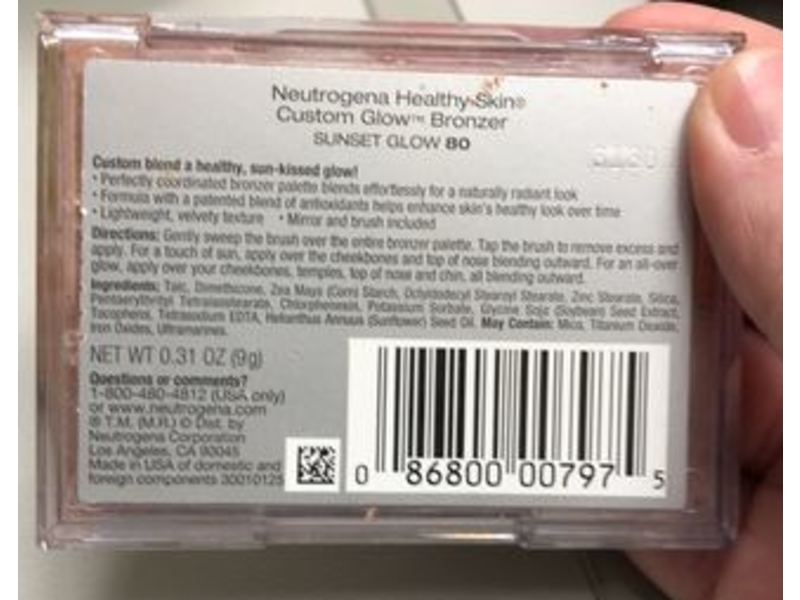 Neutrogena Healthy Skin®
Custom Glow™ Bronzer
SUNSET GLOW 80
Custom blend a healthy, sun-kissed glow!
• Perfectly coordinated bronzer palette blends effortlessly for a naturally radiant look
• Formula with a patented blend of antioxidants helps enhance skin's healthy look over time
• Lightweight, velvety texture • Mirror and brush included
Directions: Gently sweep the brush over the entire bronzer palette. Tap the brush to remove excess and
apply. For a touch of sun, apply over the cheekbones and top of nose blending outward. For an all-over
glow, apply over your cheekbones, temples, top of nose and chin, all blending outward.
Ingredients: Talc, Dimethicone, Zea Mays (Corn) Starch, Octyldodecyl Stearoyl Stearate, Zinc Stearate, Silica,
Pentaerythrityl Tetraisostearate, Chlorphenesin, Potassium Sorbate, Glycine Soja (Soybean) Seed Extract,
Tocopherol, Tetrasodium EDTA, Helianthus Annuus (Sunflower) Seed Oil. May Contain: Mica, Titanium Dioxide,
Iron Oxides, Ultramarines.
NET WT 0.31 OZ (9g)
Questions or comments?
1-800-480-4812 (USA only)
or www.neutrogena.com
® T.M. (M.R.) © Dist. by
Neutrogena Corporation
Los Angeles, CA 90045
Made in USA of domestic and
foreign components 30010125
0 86800 00797 5